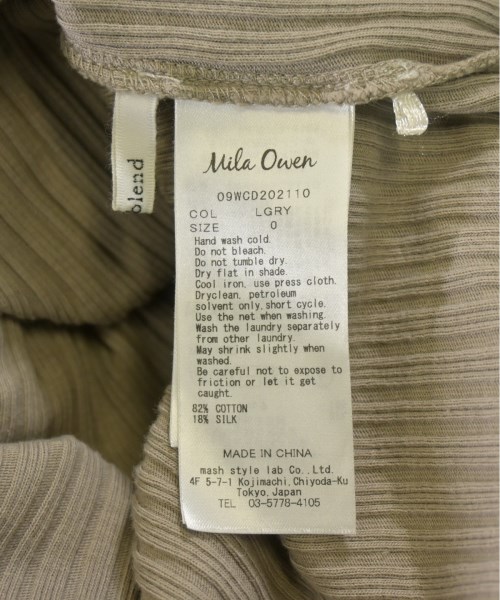 blend
Mila Owen
09WCD202110
COL LGRY
SIZE 0
Hand wash cold.
Do not bleach.
Do not tumble dry.
Dry flat in shade.
Cool iron, use press cloth.
Dryclean, petroleum
solvent only, short cycle.
Use the net when washing.
Wash the laundry separately
from other laundry.
May shrink slightly when
washed.
Be careful not to expose to
friction or let it get
caught.
82% COTTON
18% SILK
MADE IN CHINA
mash style lab Co., Ltd.
4F 5-7-1 Kojimachi, Chiyoda-Ku
Tokyo, Japan
TEL 03-5778-4105